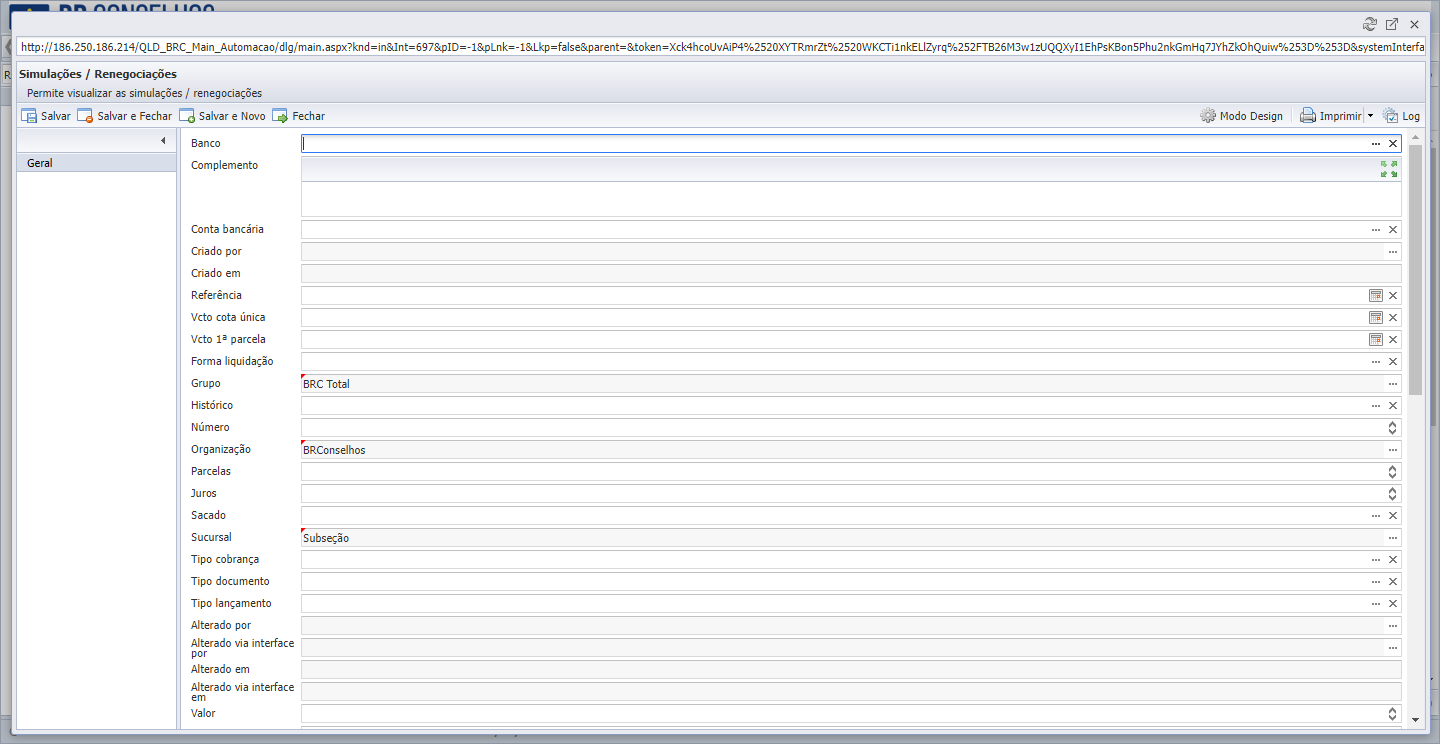 BR CONSELHOS
http://186.250.186.214/QLD_BRC_Main_Automacao/dlg/main.aspx?knd=in&Int=697&pID=-1&pLnk=-1&Lkp=false&parent=&token=Xck4hcoUvAiP4%2520XYTRmrZt%2520WKCTi1nkELlZyrq%252FTB26M3w1zUQQXyI1EhPsKBon5Phu2nkGmHq7JYhZkOhQuiw%253D%253D&systemInterfa
Simulações / Renegociações
Permite visualizar as simulações / renegociações
Salvar Salvar e Fechar Salvar e Novo Fechar Modo Design Imprimir Log
Geral
Banco
Complemento
Conta bancária
Criado por
Criado em
Referência
Vcto cota única
Vcto 1ª parcela
Forma liquidação
Grupo BRC Total
Histórico
Número
Organização BRConselhos
Parcelas
Juros
Sacado
Sucursal Subseção
Tipo cobrança
Tipo documento
Tipo lançamento
Alterado por
Alterado via interface
por
Alterado em
Alterado via interface
em
Valor